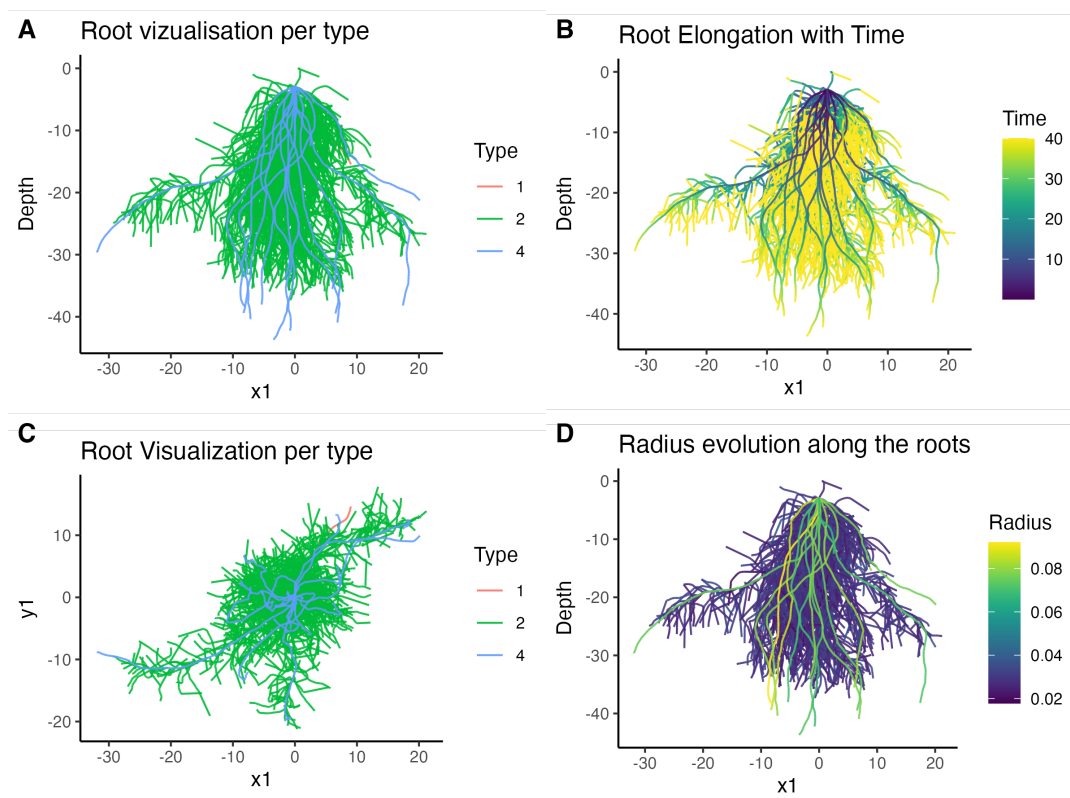 A
Root vizualisation per type
0
-10
-20
-30
-40
Depth
-30 -20 -10 0 10 20
x1
Type
1
2
4
B
Root Elongation with Time
0
-10
-20
-30
-40
Depth
-30 -20 -10 0 10 20
x1
Time
40
30
20
10
C
Root Visualization per type
10
0
-10
-20
y1
-30 -20 -10 0 10 20
x1
Type
1
2
4
D
Radius evolution along the roots
0
-10
-20
-30
-40
Depth
-30 -20 -10 0 10 20
x1
Radius
0.08
0.06
0.04
0.02